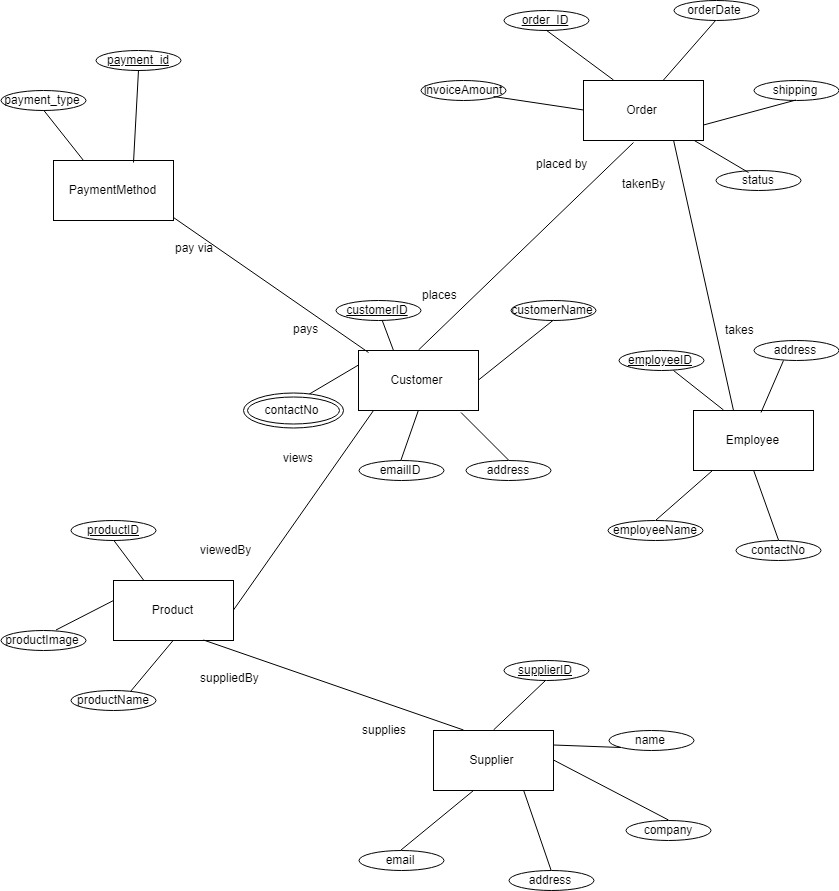 orderDate
order_ID
payment_id
invoiceAmount
shipping
payment_type
Order
placed by
status
takenBy
PaymentMethod
pay via
places
customerID
customerName
pays
takes
address
employeeID
Customer
contactNo
Employee
views
emailID
address
productID
employeeName
viewedBy
contactNo
Product
productImage
supplierID
suppliedBy
productName
supplies
name
Supplier
company
email
address